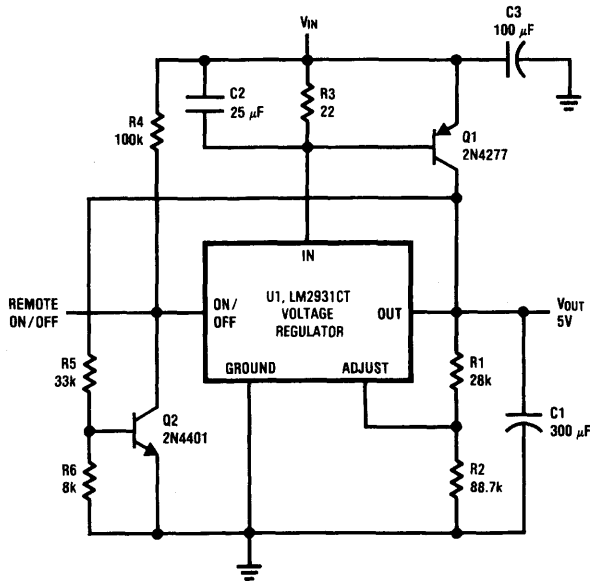 VIN
C3
100 µF
C2
25 µF
R3
22
R4
100k
Q1
2N4277
IN
REMOTE
ON/OFF
ON/
OFF
U1, LM2931CT
VOLTAGE
REGULATOR
OUT
VOUT
5V
GROUND
ADJUST
R5
33k
R1
28k
Q2
2N4401
C1
300 µF
R6
8k
R2
88.7k